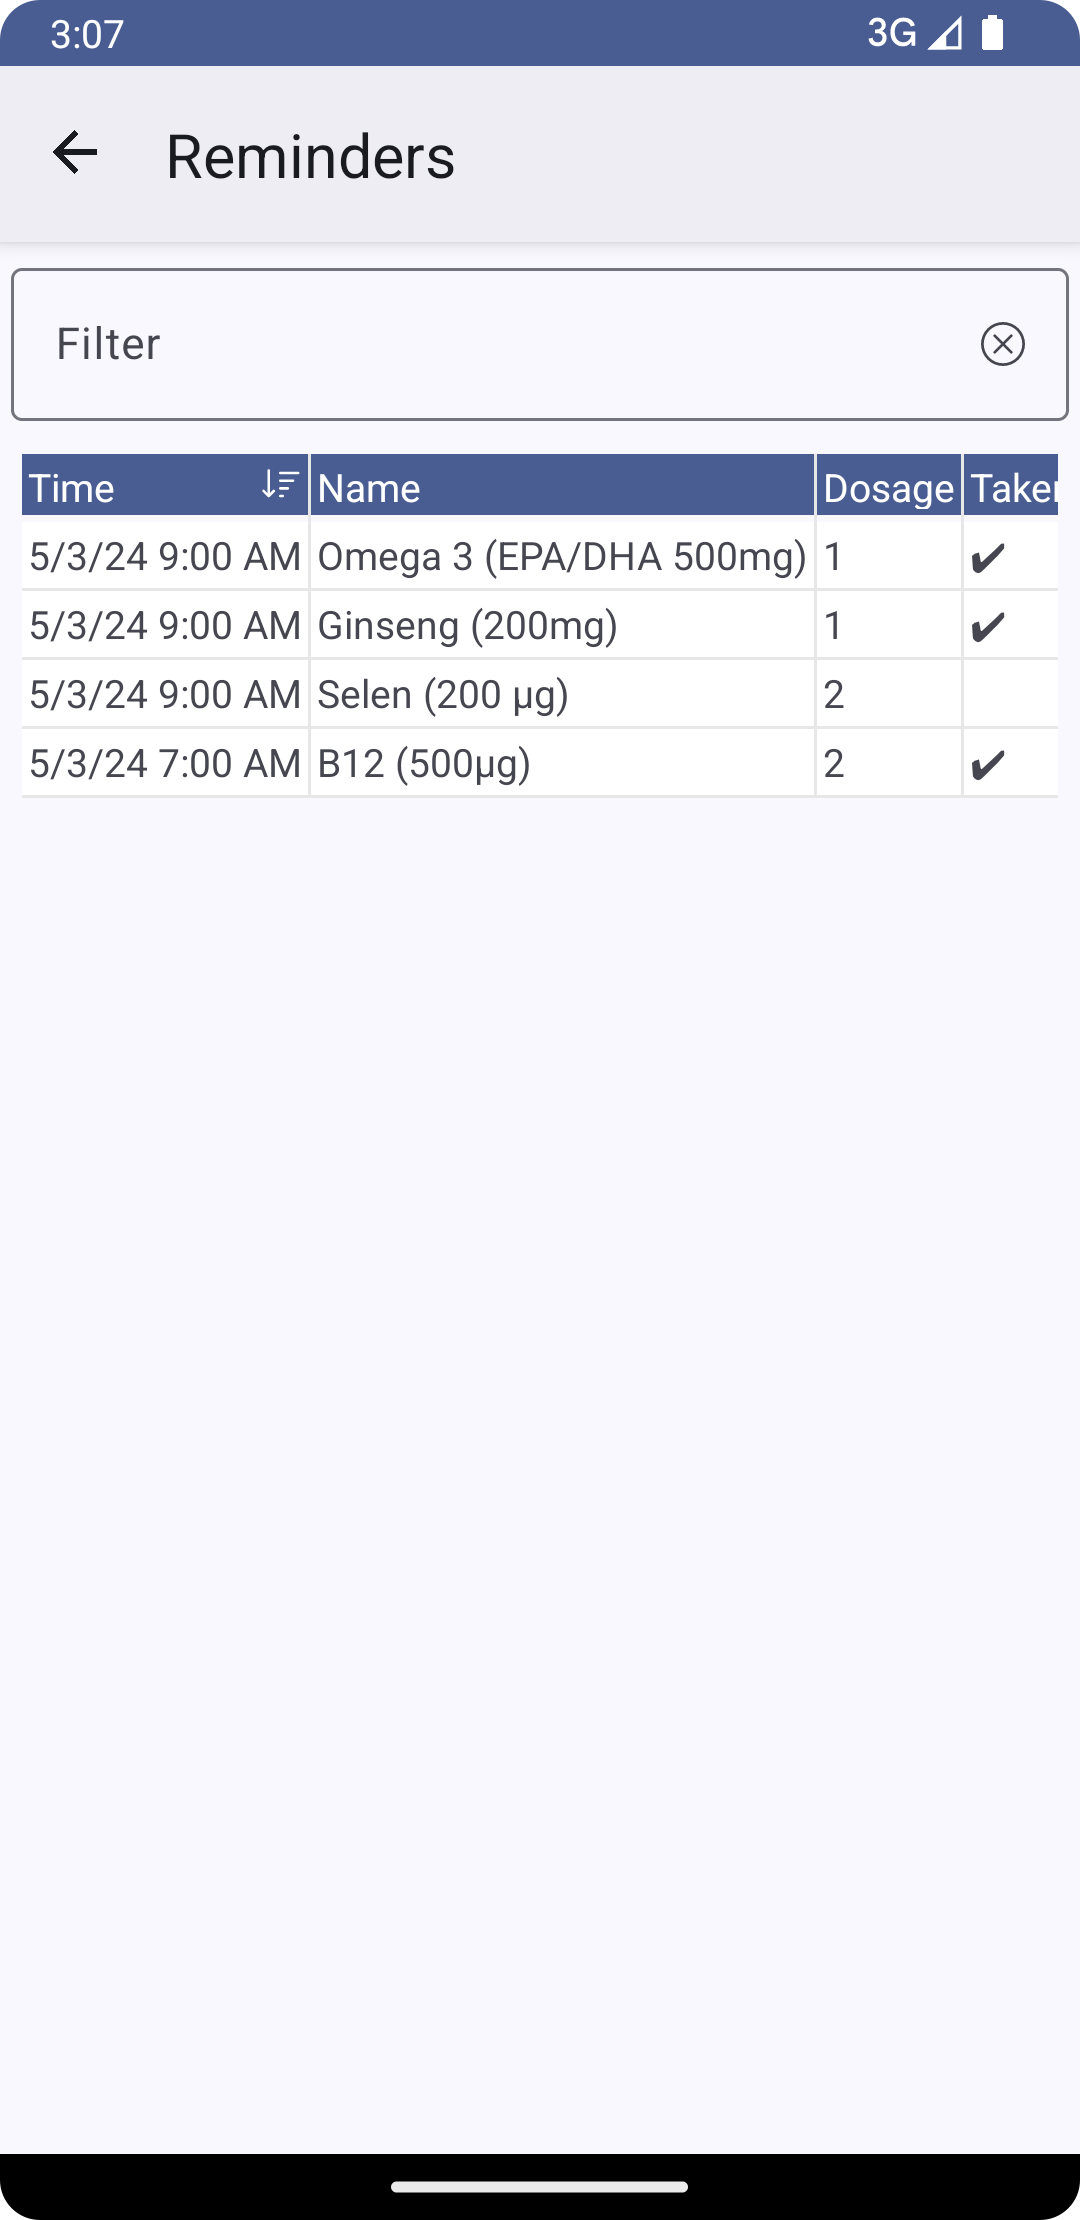 3:07 3G
Reminders
Filter
Time Name Dosage Taken
5/3/24 9:00 AM Omega 3 (EPA/DHA 500mg) 1 ✔
5/3/24 9:00 AM Ginseng (200mg) 1 ✔
5/3/24 9:00 AM Selen (200 µg) 2
5/3/24 7:00 AM B12 (500µg) 2 ✔